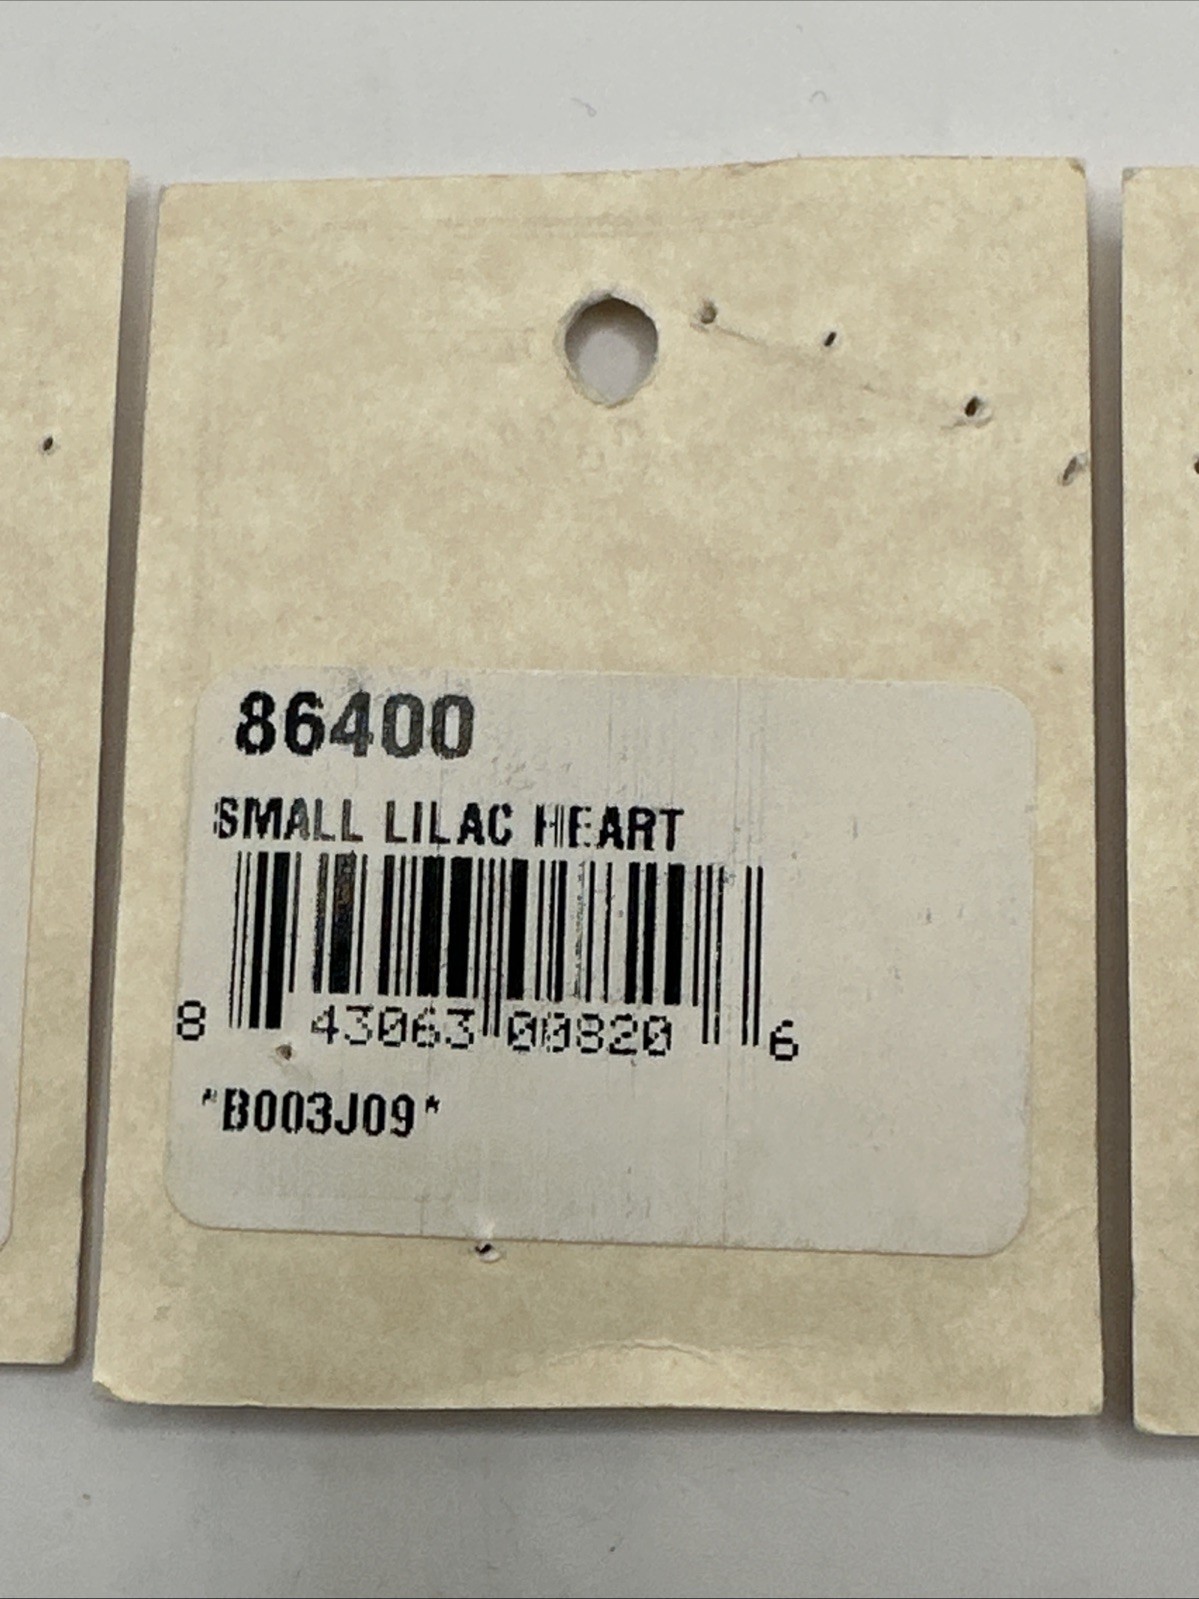 86400
SMALL LILAC HEART
8 43063 00820 6
*B003J09*